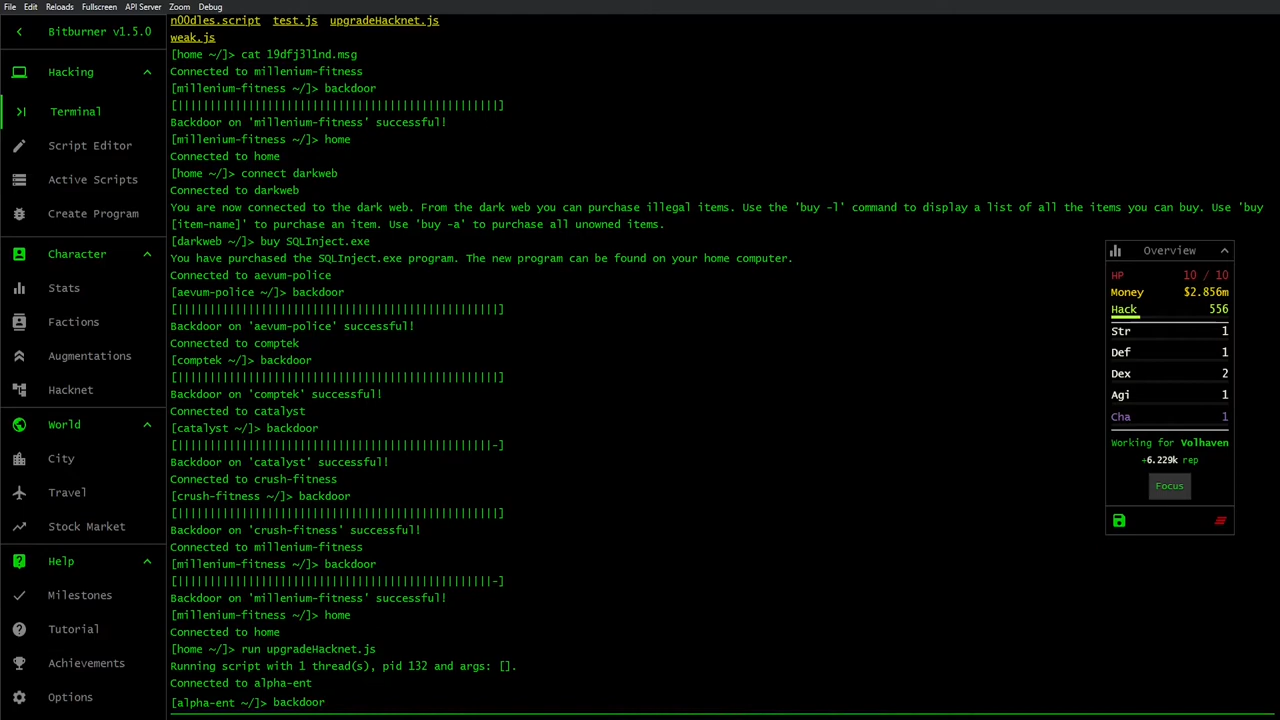 File Edit Reloads Fullscreen API Server Zoom Debug
Bitburner v1.5.0
Hacking
Terminal
Script Editor
Active Scripts
Create Program
Character
Stats
Factions
Augmentations
Hacknet
World
City
Travel
Stock Market
Help
Milestones
Tutorial
Achievements
Options
n00dles.script test.js upgradeHacknet.js
weak.js
[home ~/]> cat 19dfj3l1nd.msg
Connected to millenium-fitness
[millenium-fitness ~/]> backdoor
[||||||||||||||||||||||||||||||||||||||||||||||||||]
Backdoor on 'millenium-fitness' successful!
[millenium-fitness ~/]> home
Connected to home
[home ~/]> connect darkweb
Connected to darkweb
You are now connected to the dark web. From the dark web you can purchase illegal items. Use the 'buy -l' command to display a list of all the items you can buy. Use 'buy
[item-name]' to purchase an item. Use 'buy -a' to purchase all unowned items.
[darkweb ~/]> buy SQLInject.exe
You have purchased the SQLInject.exe program. The new program can be found on your home computer.
Connected to aevum-police
[aevum-police ~/]> backdoor
[||||||||||||||||||||||||||||||||||||||||||||||||||]
Backdoor on 'aevum-police' successful!
Connected to comptek
[comptek ~/]> backdoor
[||||||||||||||||||||||||||||||||||||||||||||||||||]
Backdoor on 'comptek' successful!
Connected to catalyst
[catalyst ~/]> backdoor
[|||||||||||||||||||||||||||||||||||||||||||||||||-]
Backdoor on 'catalyst' successful!
Connected to crush-fitness
[crush-fitness ~/]> backdoor
[||||||||||||||||||||||||||||||||||||||||||||||||||]
Backdoor on 'crush-fitness' successful!
Connected to millenium-fitness
[millenium-fitness ~/]> backdoor
[|||||||||||||||||||||||||||||||||||||||||||||||||-]
Backdoor on 'millenium-fitness' successful!
[millenium-fitness ~/]> home
Connected to home
[home ~/]> run upgradeHacknet.js
Running script with 1 thread(s), pid 132 and args: [].
Connected to alpha-ent
[alpha-ent ~/]> backdoor
Overview
HP 10 / 10
Money $2.856m
Hack 556
Str 1
Def 1
Dex 2
Agi 1
Cha 1
Working for Volhaven
+6.229k rep
Focus